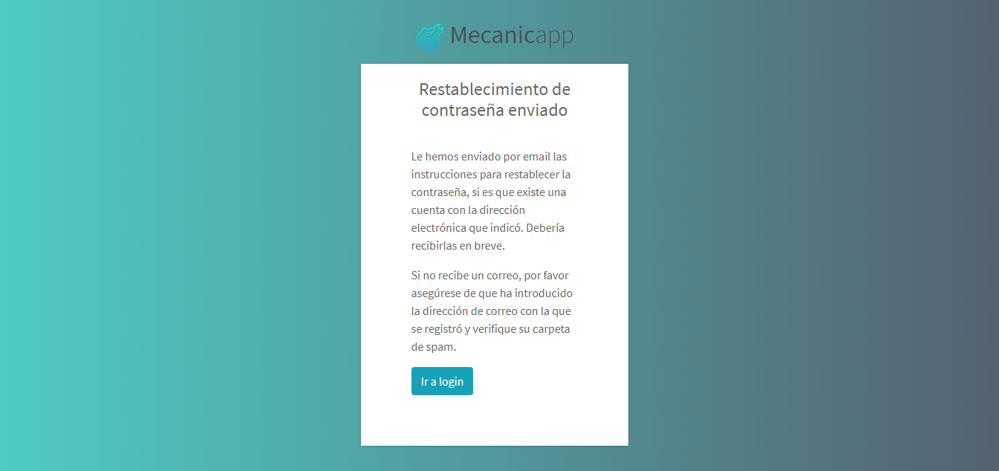 Mecanicapp
Restablecimiento de
contraseña enviado
Le hemos enviado por email las
instrucciones para restablecer la
contraseña, si es que existe una
cuenta con la dirección
electrónica que indicó. Debería
recibirlas en breve.
Si no recibe un correo, por favor
asegúrese de que ha introducido
la dirección de correo con la que
se registró y verifique su carpeta
de spam.
Ir a login